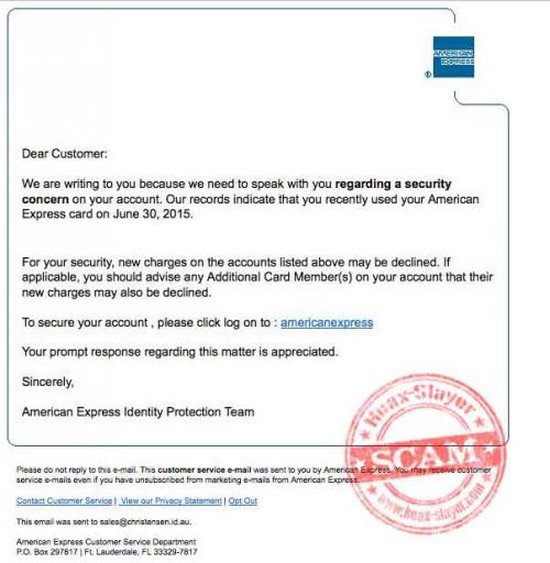 AMERICAN
EXPRESS
®
Dear Customer:
We are writing to you because we need to speak with you regarding a security
concern on your account. Our records indicate that you recently used your American
Express card on June 30, 2015.
For your security, new charges on the accounts listed above may be declined. If
applicable, you should advise any Additional Card Member(s) on your account that their
new charges may also be declined.
To secure your account , please click log on to : americanexpress
Your prompt response regarding this matter is appreciated.
Sincerely,
American Express Identity Protection Team
Hoax-Slayer
SCAM
www.hoax-slayer.com
Please do not reply to this e-mail. This customer service e-mail was sent to you by American Express. You may receive customer
service e-mails even if you have unsubscribed from marketing e-mails from American Express.
Contact Customer Service | View our Privacy Statement | Opt Out
This email was sent to sales@christensen.id.au.
American Express Customer Service Department
P.O. Box 297817 | Ft. Lauderdale, FL 33329-7817